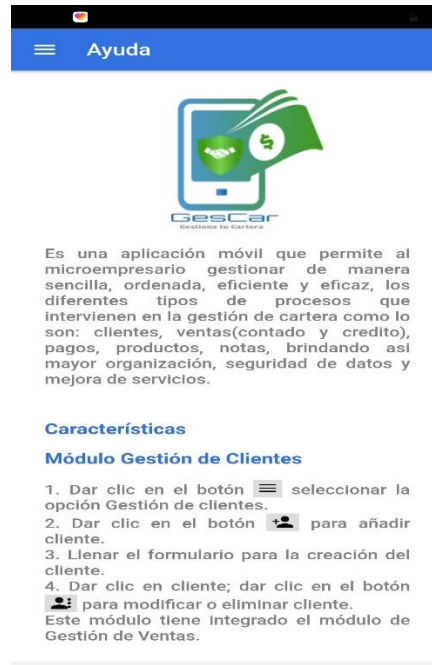 Ayuda
GesCar
Gestiona tu Cartera
Es una aplicación móvil que permite al
microempresario gestionar de manera
sencilla, ordenada, eficiente y eficaz, los
diferentes tipos de procesos que
intervienen en la gestión de cartera como lo
son: clientes, ventas(contado y credito),
pagos, productos, notas, brindando asi
mayor organización, seguridad de datos y
mejora de servicios.
Características
Módulo Gestión de Clientes
1. Dar clic en el botón seleccionar la
opción Gestión de clientes.
2. Dar clic en el botón para añadir
cliente.
3. Llenar el formulario para la creación del
cliente.
4. Dar clic en cliente; dar clic en el botón
para modificar o eliminar cliente.
Este módulo tiene integrado el módulo de
Gestión de Ventas.